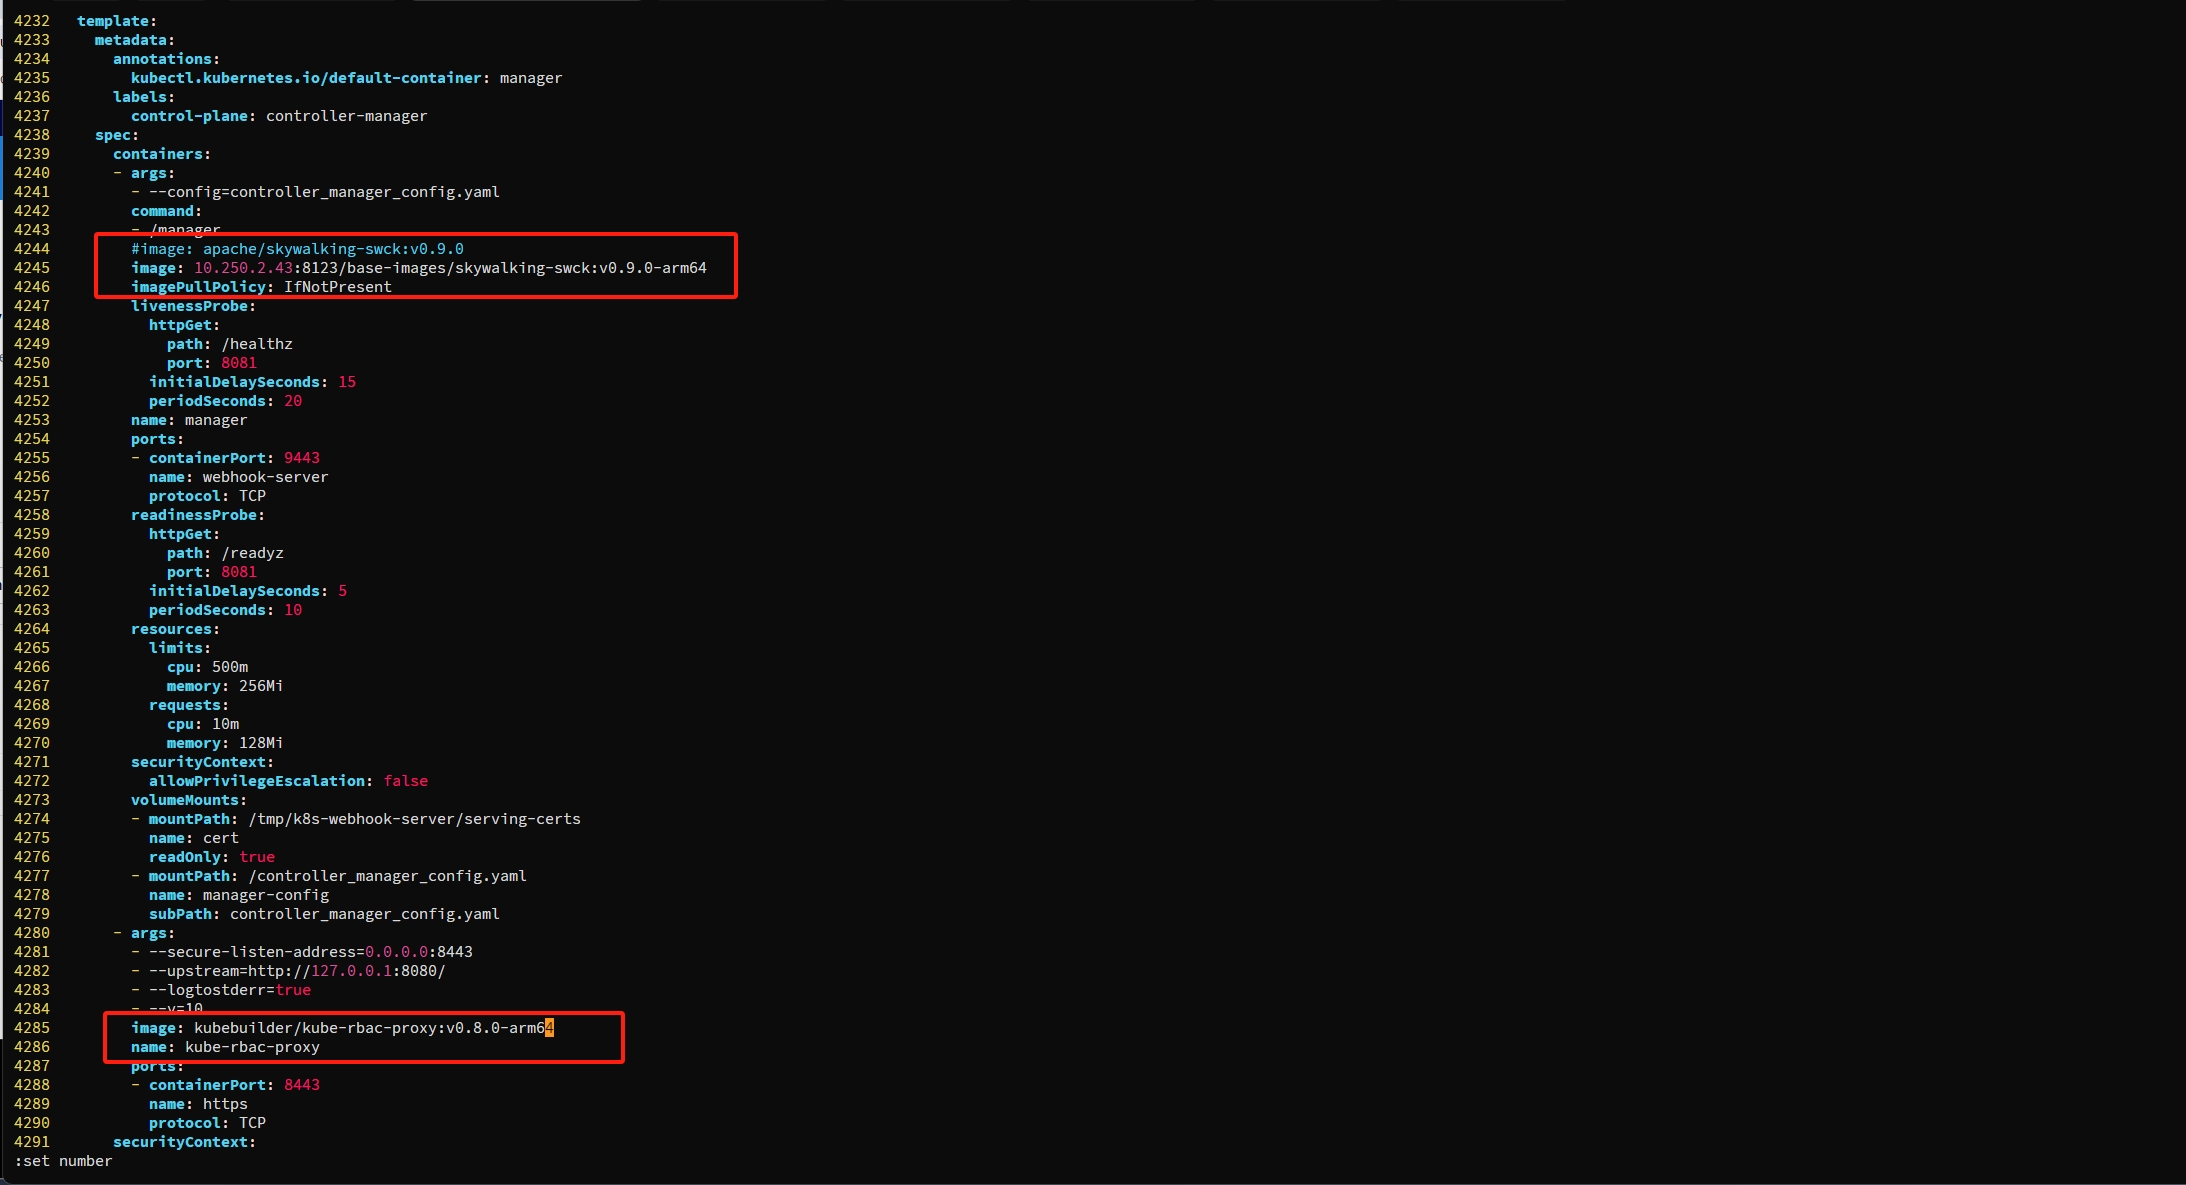 4232   template:
4233     metadata:
4234       annotations:
4235         kubectl.kubernetes.io/default-container: manager
4236       labels:
4237         control-plane: controller-manager
4238     spec:
4239       containers:
4240       - args:
4241         - --config=controller_manager_config.yaml
4242         command:
4243         - /manager
4244         #image: apache/skywalking-swck:v0.9.0
4245         image: 10.250.2.43:8123/base-images/skywalking-swck:v0.9.0-arm64
4246         imagePullPolicy: IfNotPresent
4247         livenessProbe:
4248           httpGet:
4249             path: /healthz
4250             port: 8081
4251           initialDelaySeconds: 15
4252           periodSeconds: 20
4253         name: manager
4254         ports:
4255         - containerPort: 9443
4256           name: webhook-server
4257           protocol: TCP
4258         readinessProbe:
4259           httpGet:
4260             path: /readyz
4261             port: 8081
4262           initialDelaySeconds: 5
4263           periodSeconds: 10
4264         resources:
4265           limits:
4266             cpu: 500m
4267             memory: 256Mi
4268           requests:
4269             cpu: 10m
4270             memory: 128Mi
4271         securityContext:
4272           allowPrivilegeEscalation: false
4273         volumeMounts:
4274         - mountPath: /tmp/k8s-webhook-server/serving-certs
4275           name: cert
4276           readOnly: true
4277         - mountPath: /controller_manager_config.yaml
4278           name: manager-config
4279           subPath: controller_manager_config.yaml
4280       - args:
4281         - --secure-listen-address=0.0.0.0:8443
4282         - --upstream=http://127.0.0.1:8080/
4283         - --logtostderr=true
4284         - --v=10
4285         image: kubebuilder/kube-rbac-proxy:v0.8.0-arm64
4286         name: kube-rbac-proxy
4287         ports:
4288         - containerPort: 8443
4289           name: https
4290           protocol: TCP
4291       securityContext:
:set number